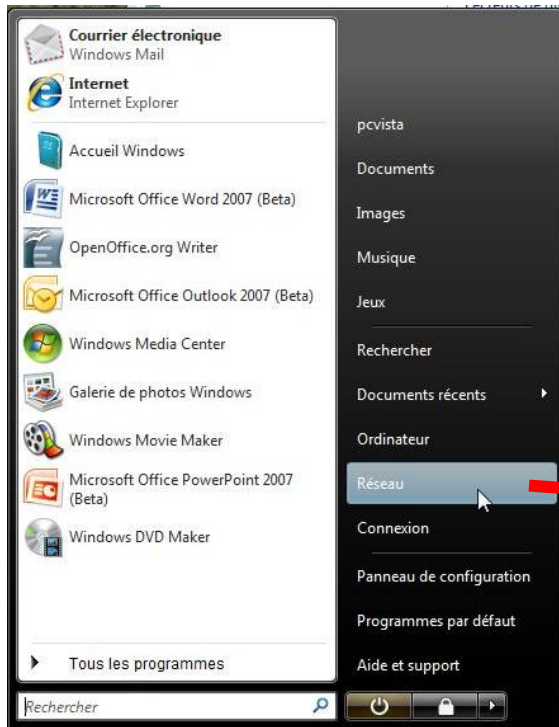 Courrier électronique
Windows Mail
Internet
Internet Explorer
Accueil Windows
Microsoft Office Word 2007 (Beta)
OpenOffice.org Writer
Microsoft Office Outlook 2007 (Beta)
Windows Media Center
Galerie de photos Windows
Windows Movie Maker
Microsoft Office PowerPoint 2007
(Beta)
Windows DVD Maker
Tous les programmes
Rechercher
pcvista
Documents
Images
Musique
Jeux
Rechercher
Documents récents
Ordinateur
Réseau
Connexion
Panneau de configuration
Programmes par défaut
Aide et support